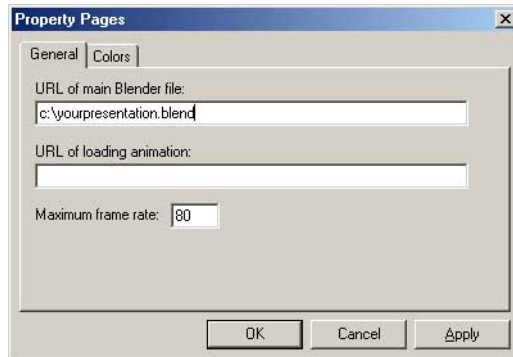 Property Pages
General Colors
URL of main Blender file:
c:\yourpresentation.blend
URL of loading animation:
Maximum frame rate: 80
OK Cancel Apply